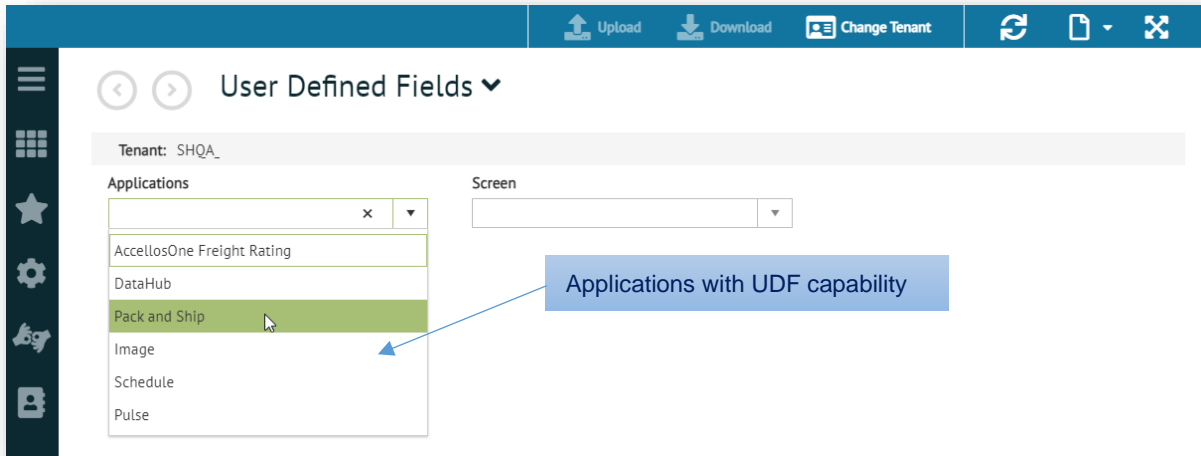 Upload Download Change Tenant
User Defined Fields
Tenant: SHQA_
Applications Screen
AccellosOne Freight Rating
DataHub
Applications with UDF capability
Pack and Ship
Image
Schedule
Pulse